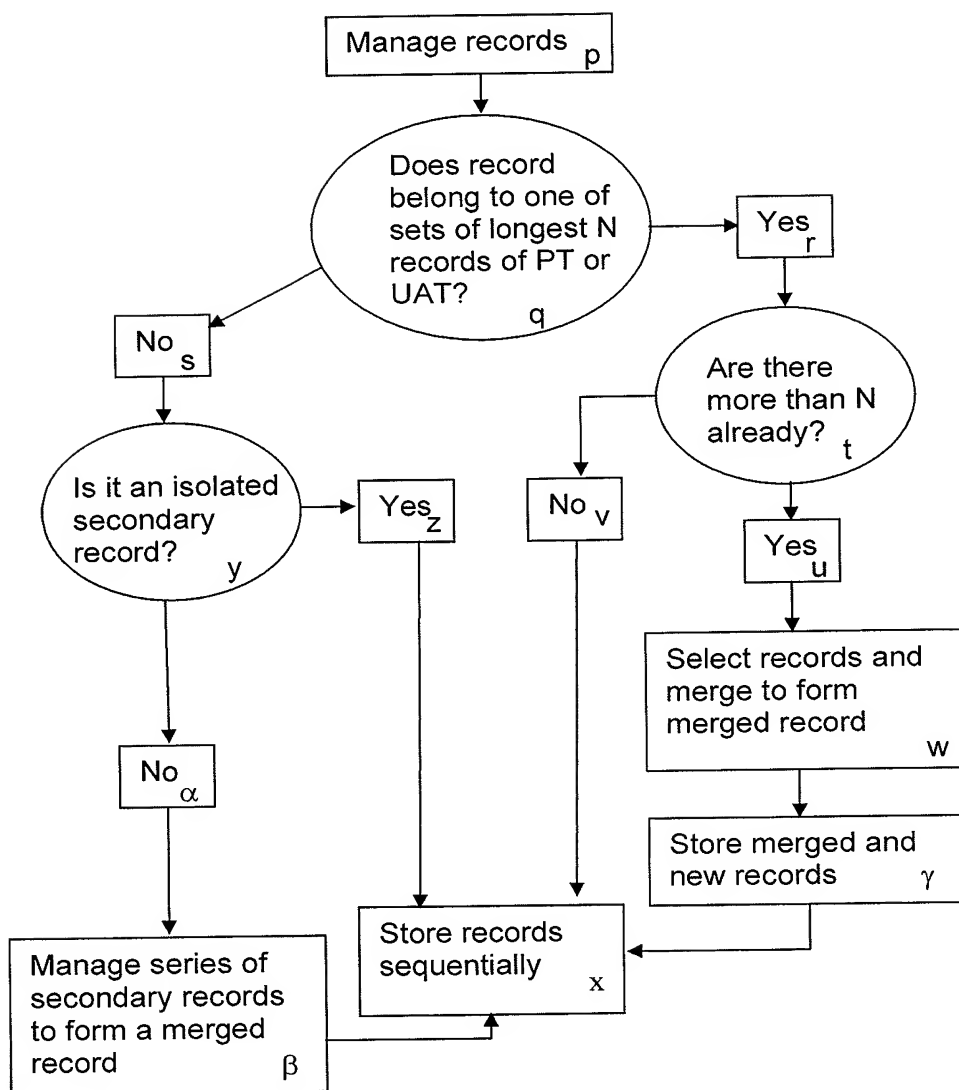 Manage records p
Does record
belong to one of
sets of longest N
records of PT or
UAT?
q
Yes r
No s
Are there
more than N
already? t
Is it an isolated
secondary
record?
y
Yes z
No v
Yes u
Select records and
merge to form
merged record
w
No α
Store merged and
new records γ
Store records
sequentially
x
Manage series of
secondary records
to form a merged
record β